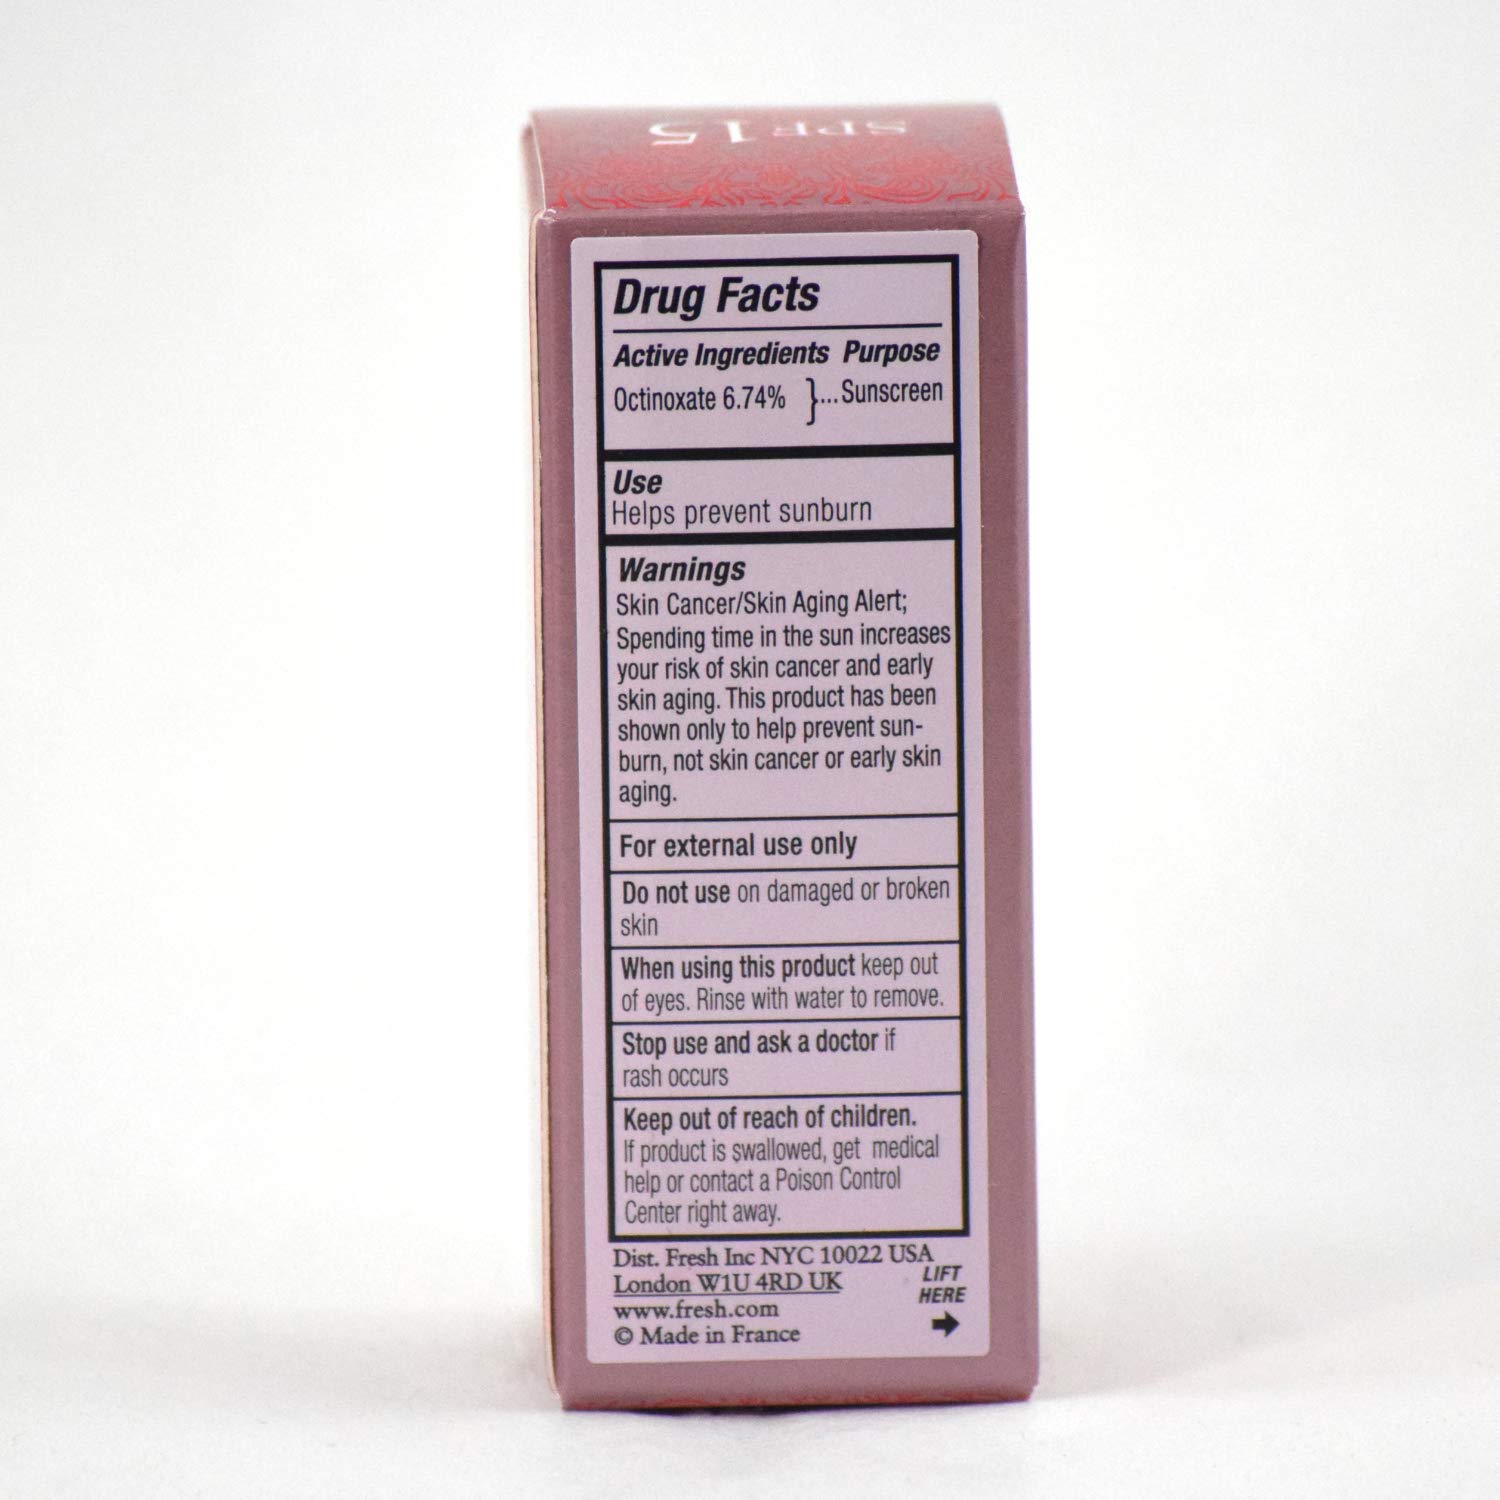 SPF 15
Drug Facts
Active Ingredients Purpose
Octinoxate 6.74% }...Sunscreen
Use
Helps prevent sunburn
Warnings
Skin Cancer/Skin Aging Alert;
Spending time in the sun increases
your risk of skin cancer and early
skin aging. This product has been
shown only to help prevent sun-
burn, not skin cancer or early skin
aging.
For external use only
Do not use on damaged or broken
skin
When using this product keep out
of eyes. Rinse with water to remove.
Stop use and ask a doctor if
rash occurs
Keep out of reach of children.
If product is swallowed, get medical
help or contact a Poison Control
Center right away.
Dist. Fresh Inc NYC 10022 USA
London W1U 4RD UK
www.fresh.com
© Made in France
LIFT
HERE